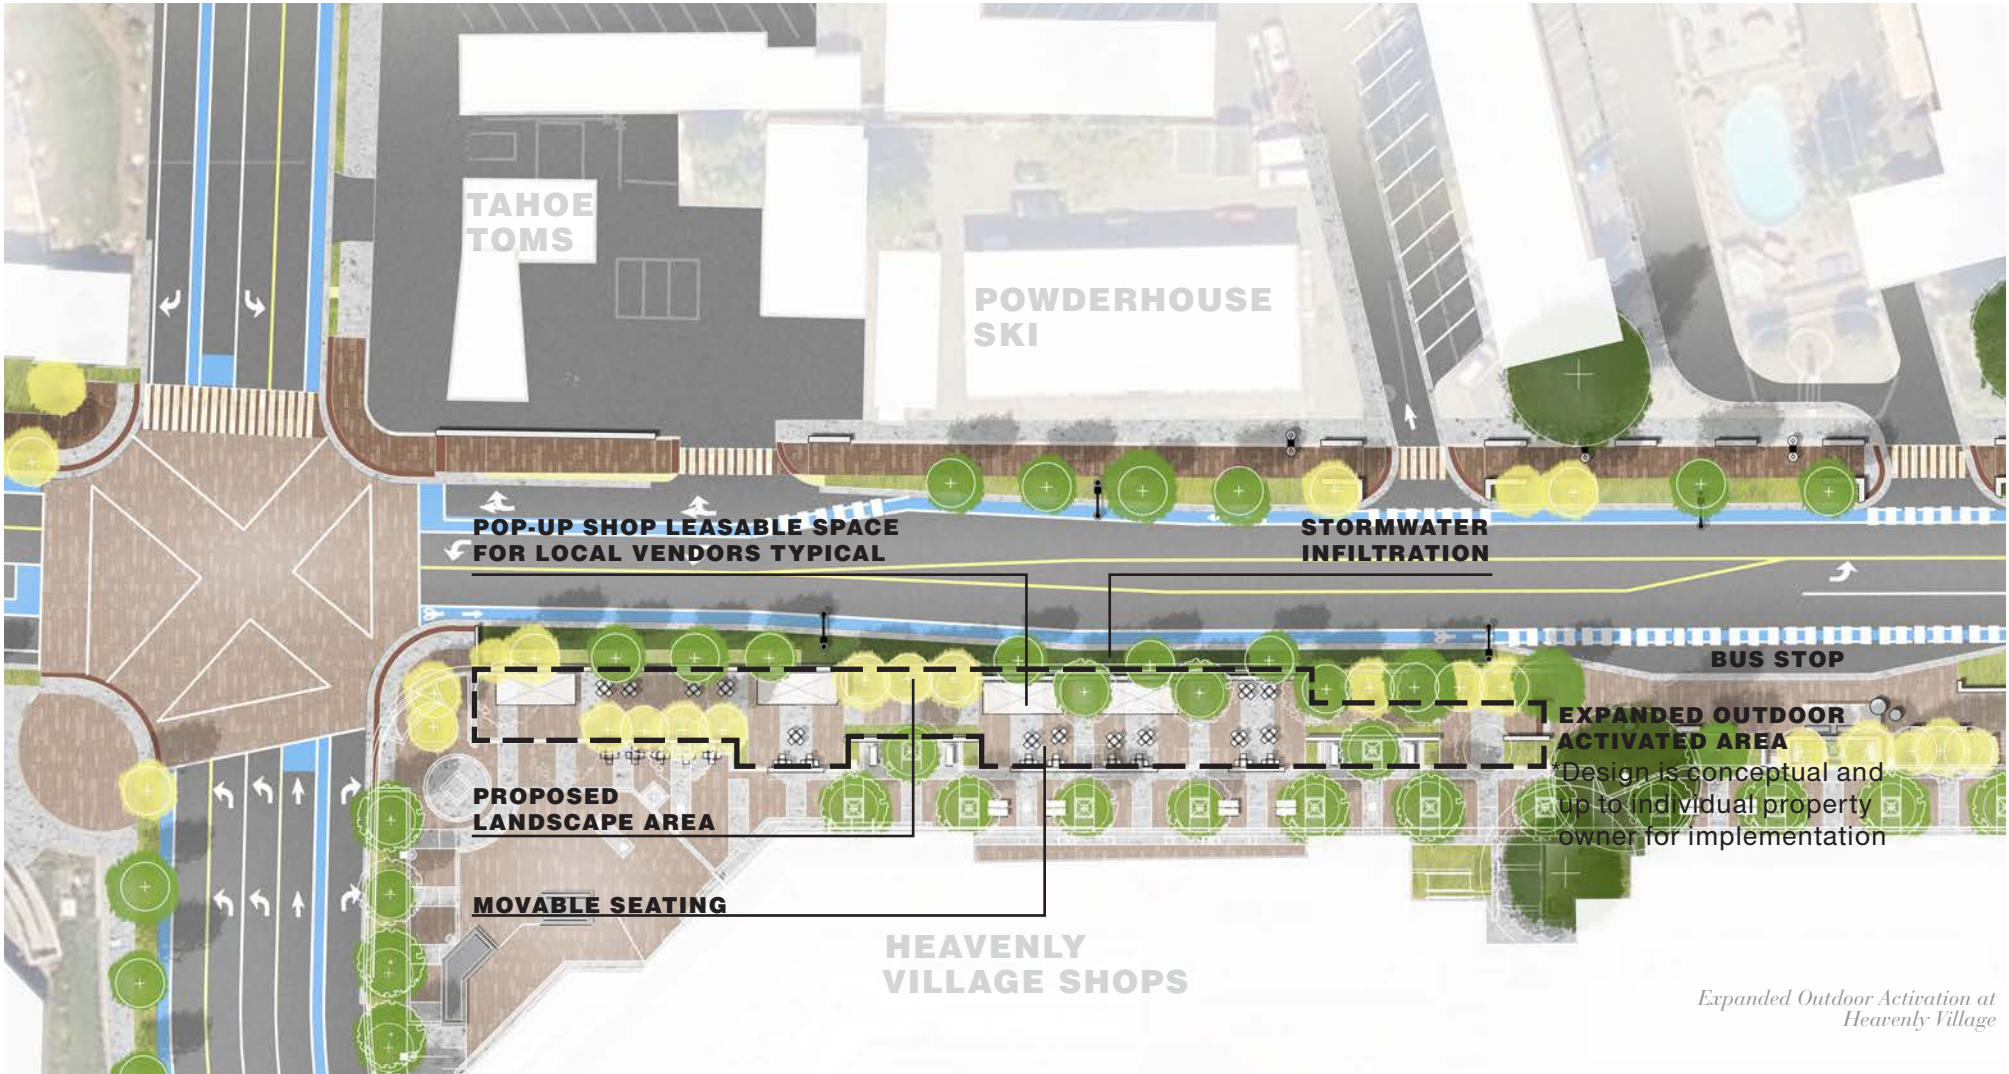 TAHOE
TOMS
POWDERHOUSE
SKI
POP-UP SHOP LEASABLE SPACE
FOR LOCAL VENDORS TYPICAL
STORMWATER
INFILTRATION
BUS STOP
EXPANDED OUTDOOR
ACTIVATED AREA
*Design is conceptual and
up to individual property
owner for implementation
PROPOSED
LANDSCAPE AREA
MOVABLE SEATING
HEAVENLY
VILLAGE SHOPS
Expanded Outdoor Activation at
Heavenly Village